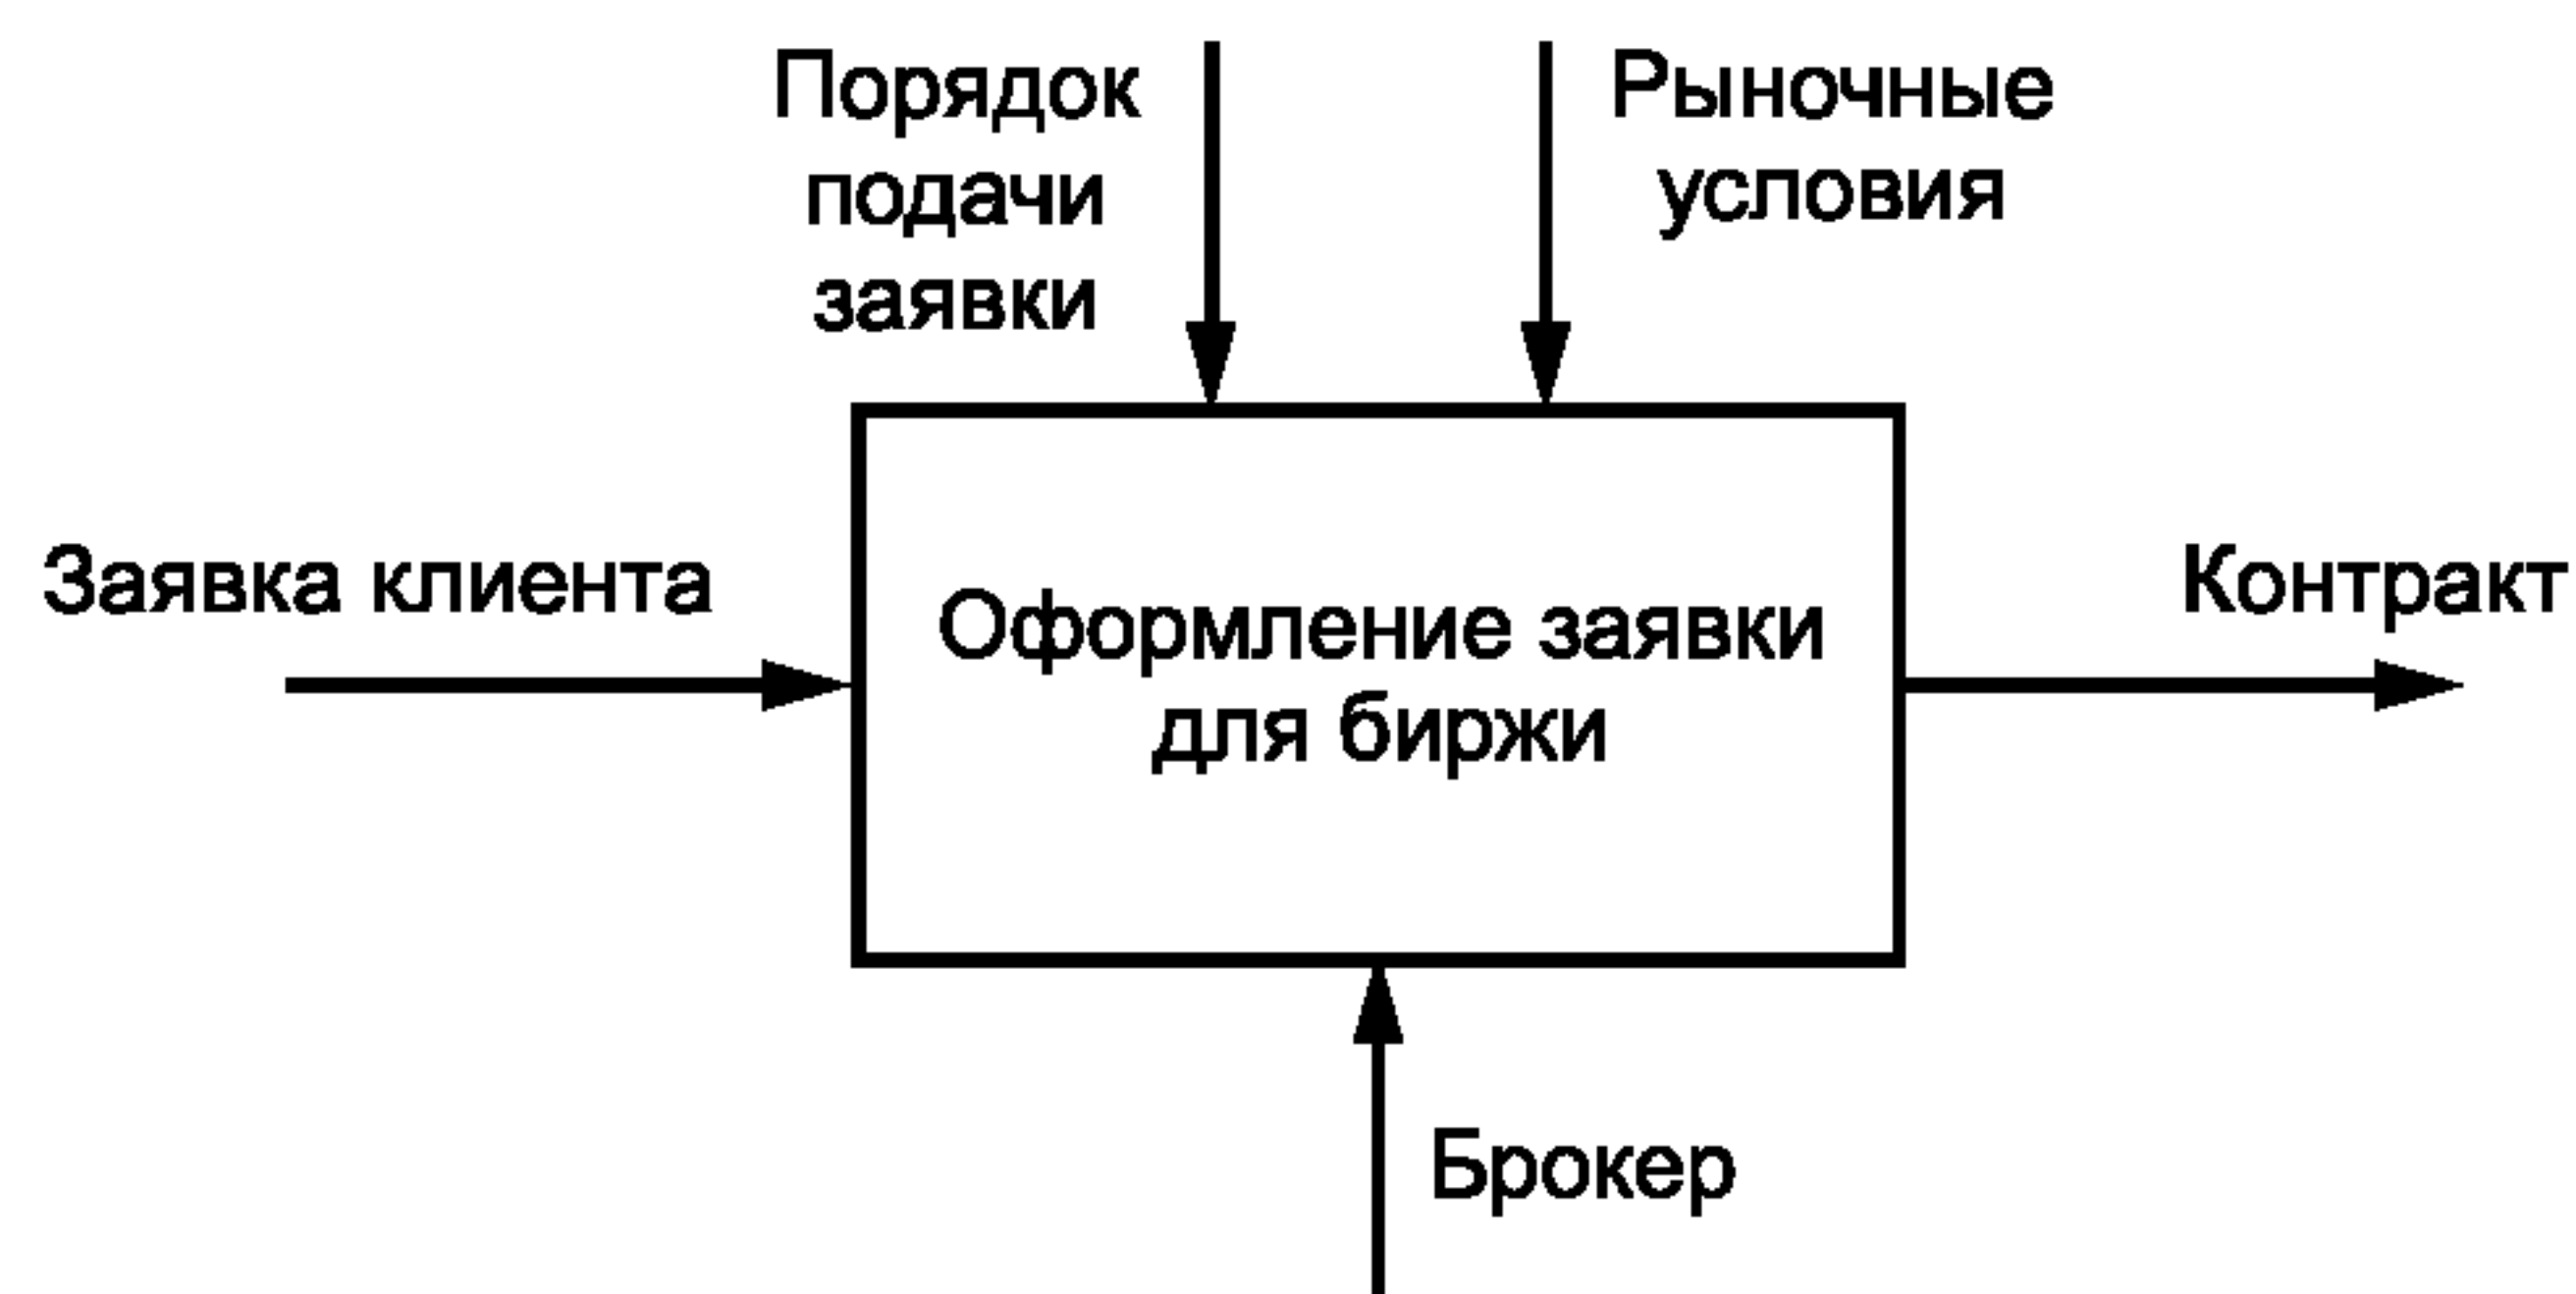 Порядок
подачи
заявки
Рыночные
условия
Заявка клиента
Оформление заявки
для биржи
Контракт
Брокер